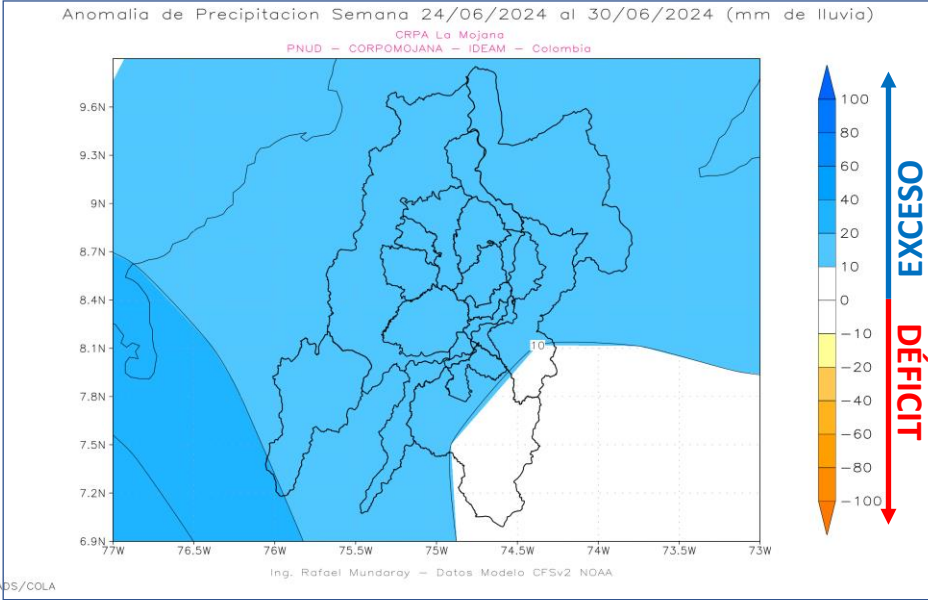 Anomalia de Precipitacion Semana 24/06/2024 al 30/06/2024 (mm de lluvia)
CRPA La Mojana
PNUD – CORPOMOJANA – IDEAM – Colombia
9.6N
9.3N
9N
8.7N
8.4N
8.1N
7.8N
7.5N
7.2N
6.9N
10
77W 76.5W 76W 75.5W 75W 74.5W 74W 73.5W 73W
100
80
60
40
20
10
0
−10
−20
−40
−60
−80
−100
EXCESO
DÉFICIT
Ing. Rafael Mundaray – Datos Modelo CFSv2 NOAA
ADS/COLA